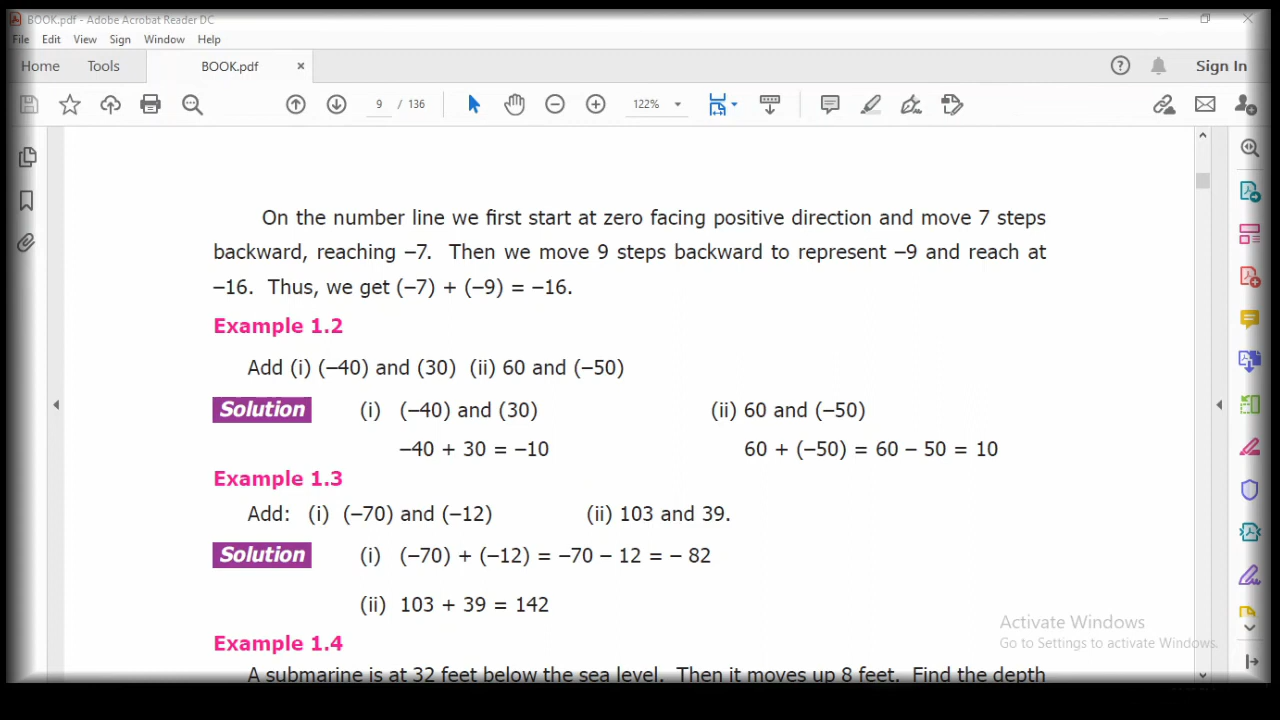 BOOK.pdf - Adobe Acrobat Reader DC
File Edit View Sign Window Help
Home Tools BOOK.pdf × Sign In
9 / 136 122%
On the number line we first start at zero facing positive direction and move 7 steps
backward, reaching –7. Then we move 9 steps backward to represent –9 and reach at
–16. Thus, we get (–7) + (–9) = –16.
Example 1.2
Add (i) (–40) and (30) (ii) 60 and (–50)
Solution (i) (–40) and (30) (ii) 60 and (–50)
–40 + 30 = –10 60 + (–50) = 60 – 50 = 10
Example 1.3
Add: (i) (–70) and (–12) (ii) 103 and 39.
Solution (i) (–70) + (–12) = –70 – 12 = – 82
(ii) 103 + 39 = 142
Activate Windows
Go to Settings to activate Windows.
Example 1.4
A submarine is at 32 feet below the sea level. Then it moves up 8 feet. Find the depth